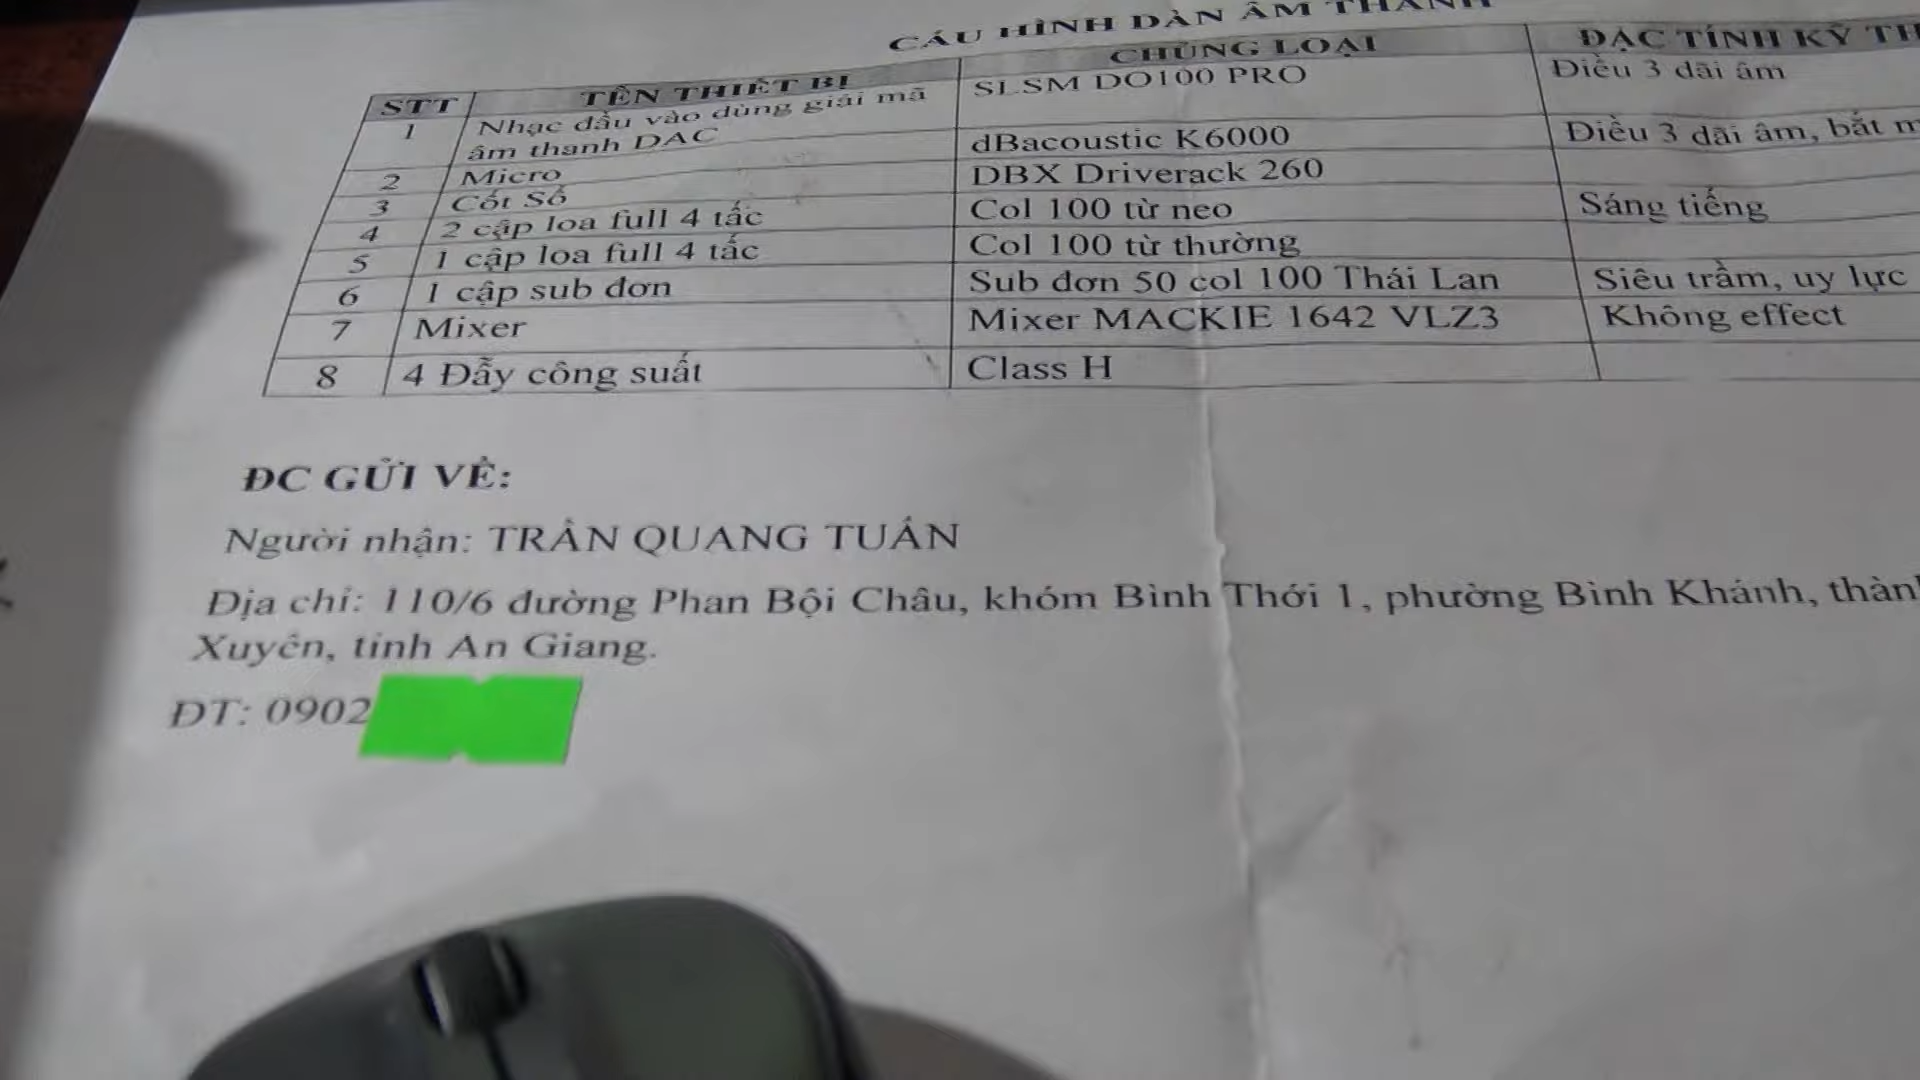 CẤU HÌNH DÀN ÂM THANH
STT TÊN THIẾT BỊ CHỦNG LOẠI ĐẶC TÍNH KỸ TH
1 Nhạc đầu vào dùng giải mã SLSM DO100 PRO Điều 3 dãi âm
âm thanh DAC
2 Micro dBacoustic K6000 Điều 3 dãi âm, bắt m
3 Cốt Số DBX Driverack 260
4 2 cặp loa full 4 tấc Col 100 từ neo Sáng tiếng
5 1 cặp loa full 4 tấc Col 100 từ thường
6 1 cặp sub đơn Sub đơn 50 col 100 Thái Lan Siêu trầm, uy lực
7 Mixer Mixer MACKIE 1642 VLZ3 Không effect
8 4 Đẩy công suất Class H
ĐC GỬI VỀ:
Người nhận: TRẦN QUANG TUẤN
Địa chỉ: 110/6 đường Phan Bội Châu, khóm Bình Thới 1, phường Bình Khánh, thành
Xuyên, tỉnh An Giang.
ĐT: 0902